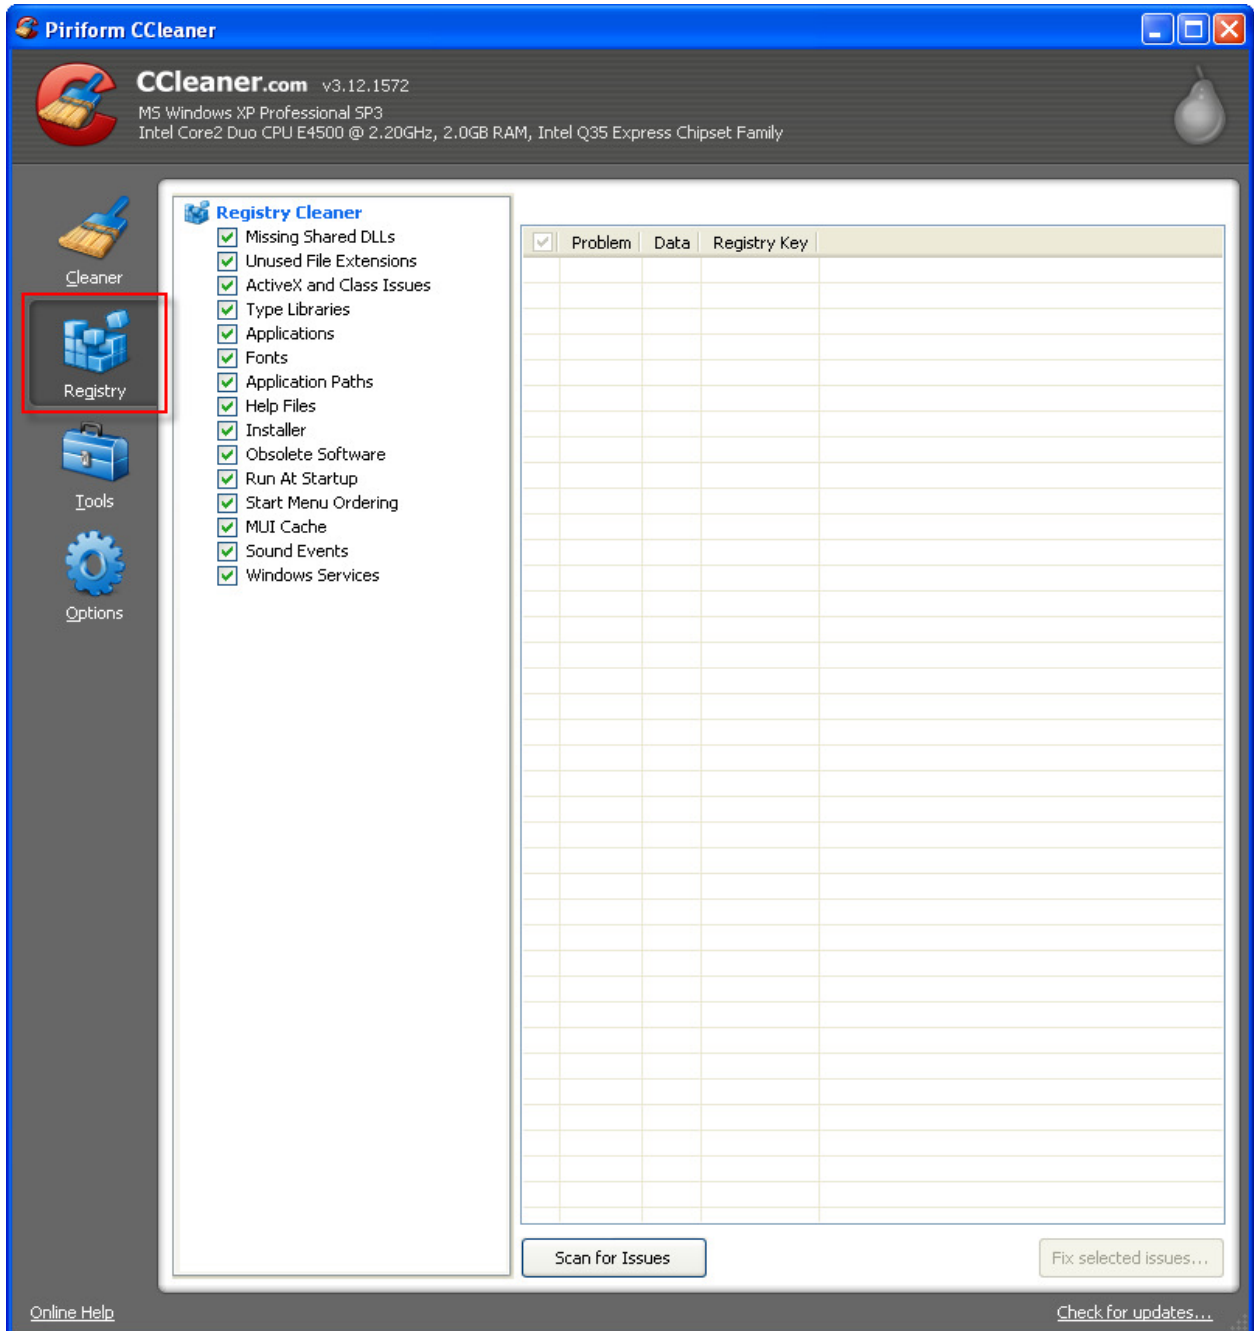 Piriform CCleaner
CCleaner.com v3.12.1572
MS Windows XP Professional SP3
Intel Core2 Duo CPU E4500 @ 2.20GHz, 2.0GB RAM, Intel Q35 Express Chipset Family
Cleaner
Registry
Tools
Options
Registry Cleaner
Missing Shared DLLs
Unused File Extensions
ActiveX and Class Issues
Type Libraries
Applications
Fonts
Application Paths
Help Files
Installer
Obsolete Software
Run At Startup
Start Menu Ordering
MUI Cache
Sound Events
Windows Services
Problem Data Registry Key
Scan for Issues Fix selected issues...
Online Help Check for updates...